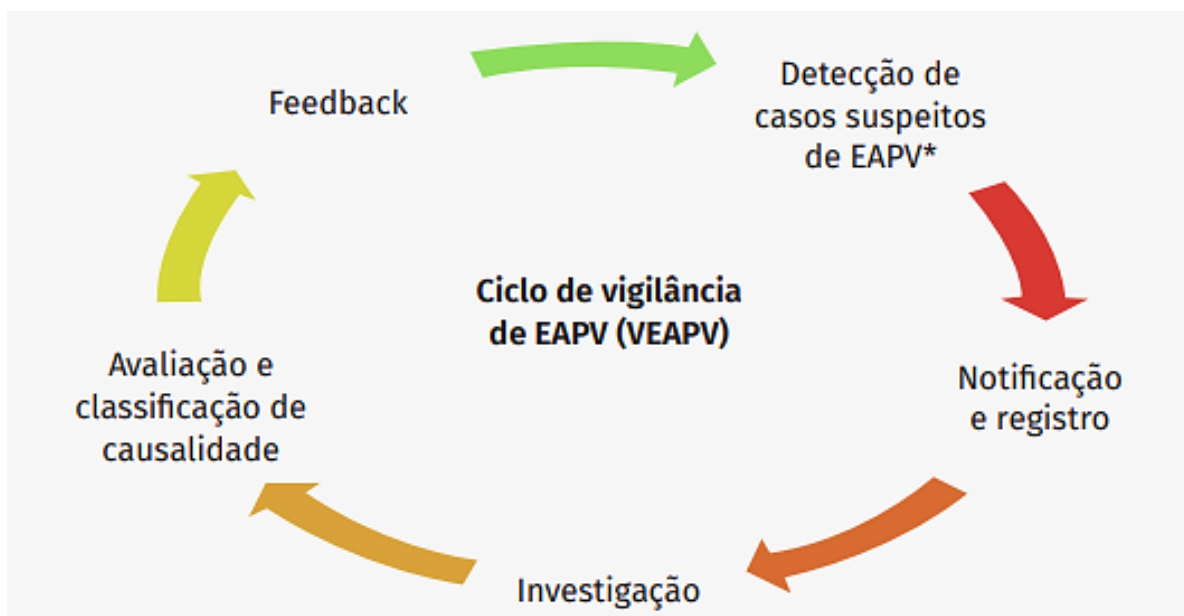 Feedback
Detecção de
casos suspeitos
de EAPV*
Ciclo de vigilância
de EAPV (VEAPV)
Notificação
e registro
Avaliação e
classificação de
causalidade
Investigação